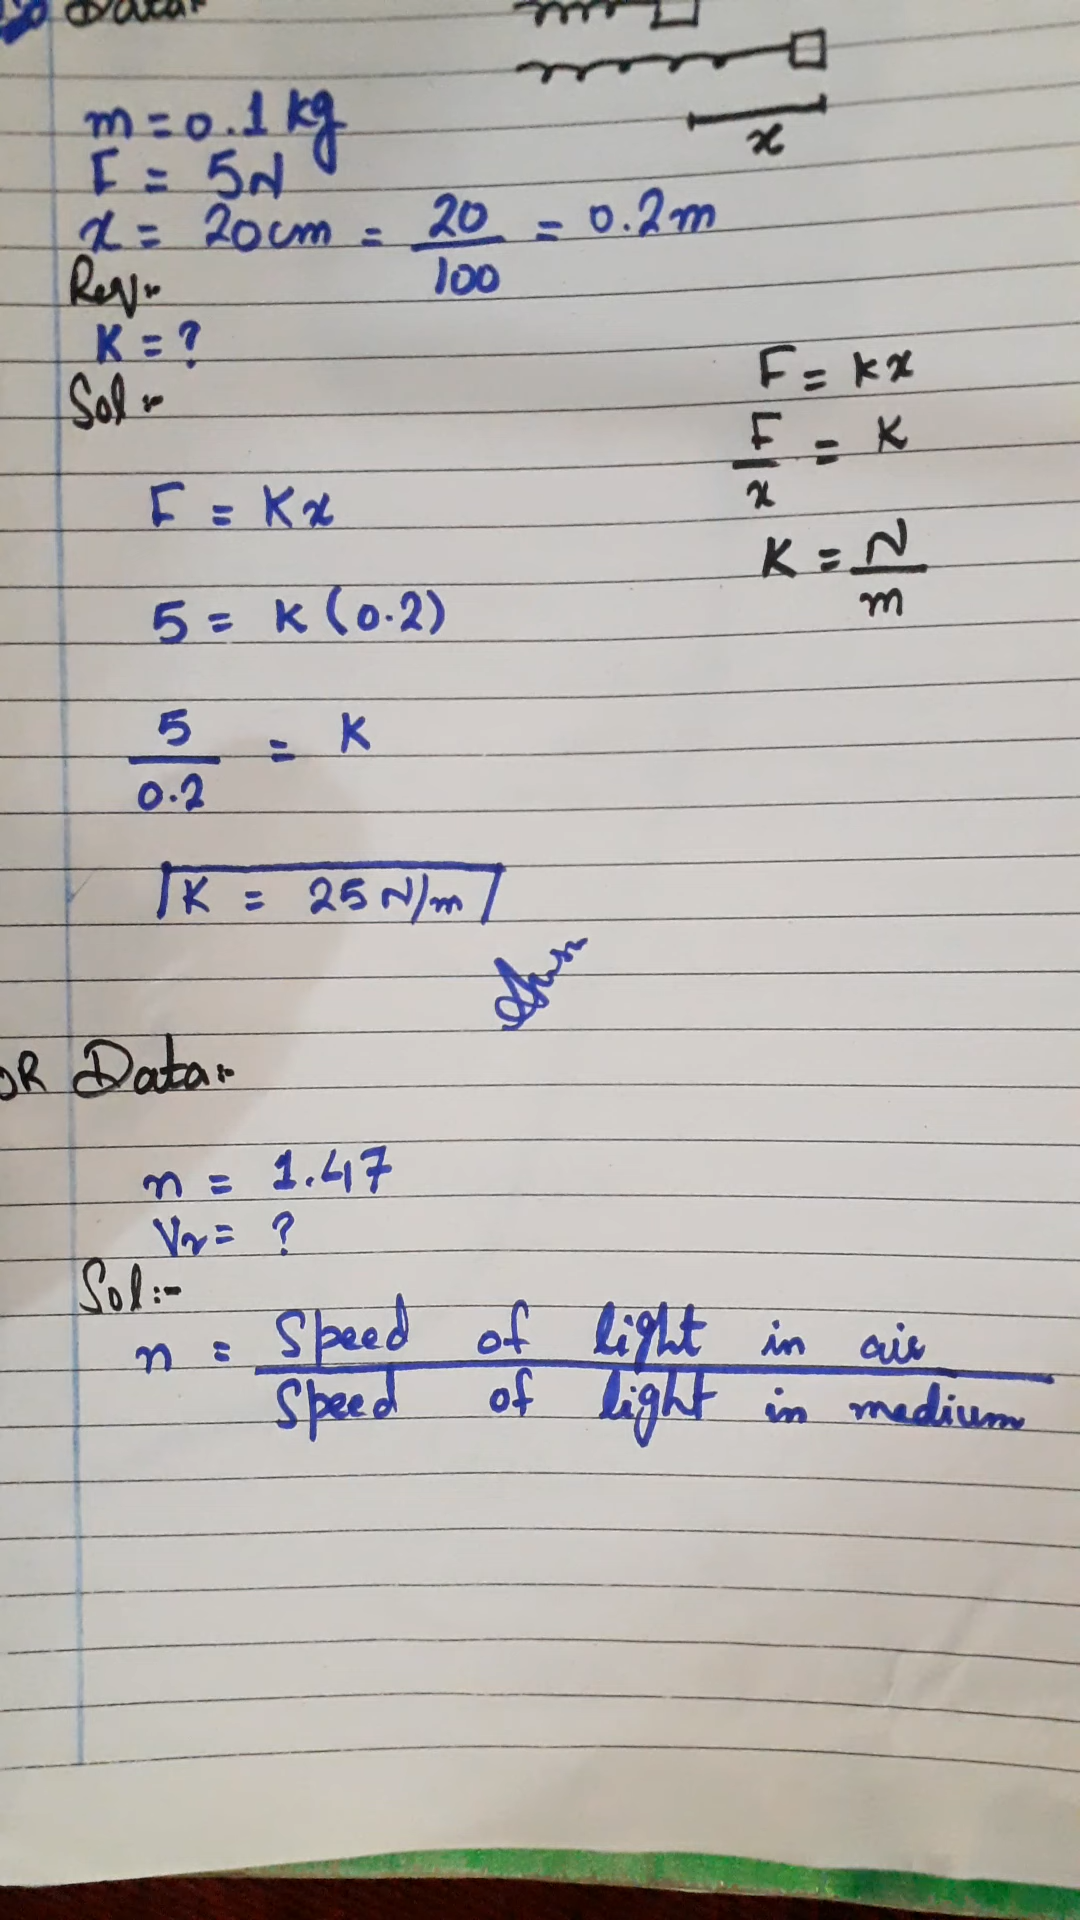 Data:
x
m = 0.1 kg
F = 5N
x = 20cm = 20/100 = 0.2m
Req:-
K = ?
Sol:-
F = Kx
F/x = K
K = N/m
F = Kx
5 = K (0.2)
5/0.2 = K
K = 25 N/m
Ans
OR Data:-
n = 1.47
Vr = ?
Sol:-
n = Speed of light in air
Speed of light in medium